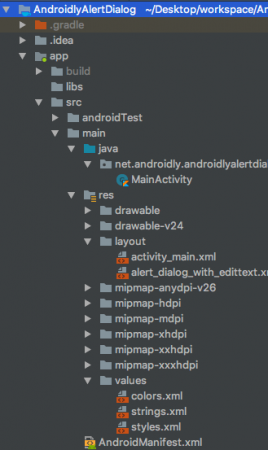 AndroidlyAlertDialog ~/Desktop/workspace/An
.gradle
.idea
app
build
libs
src
androidTest
main
java
net.androidly.androidlyalertdia
MainActivity
res
drawable
drawable-v24
layout
activity_main.xml
alert_dialog_with_edittext.x
mipmap-anydpi-v26
mipmap-hdpi
mipmap-mdpi
mipmap-xhdpi
mipmap-xxhdpi
mipmap-xxxhdpi
values
colors.xml
strings.xml
styles.xml
AndroidManifest.xml